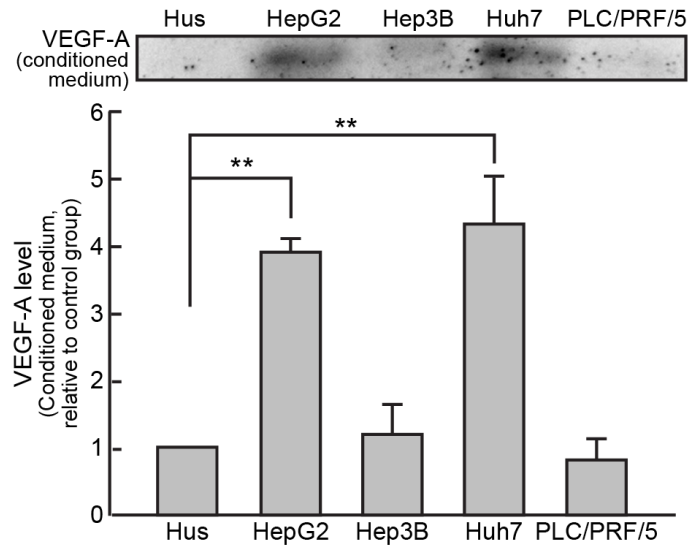 Hus HepG2 Hep3B Huh7 PLC/PRF/5
VEGF-A
(conditioned
medium)
6
5
4
3
2
1
0
VEGF-A level
(Conditioned medium,
relative to control group)
**
**
Hus HepG2 Hep3B Huh7 PLC/PRF/5